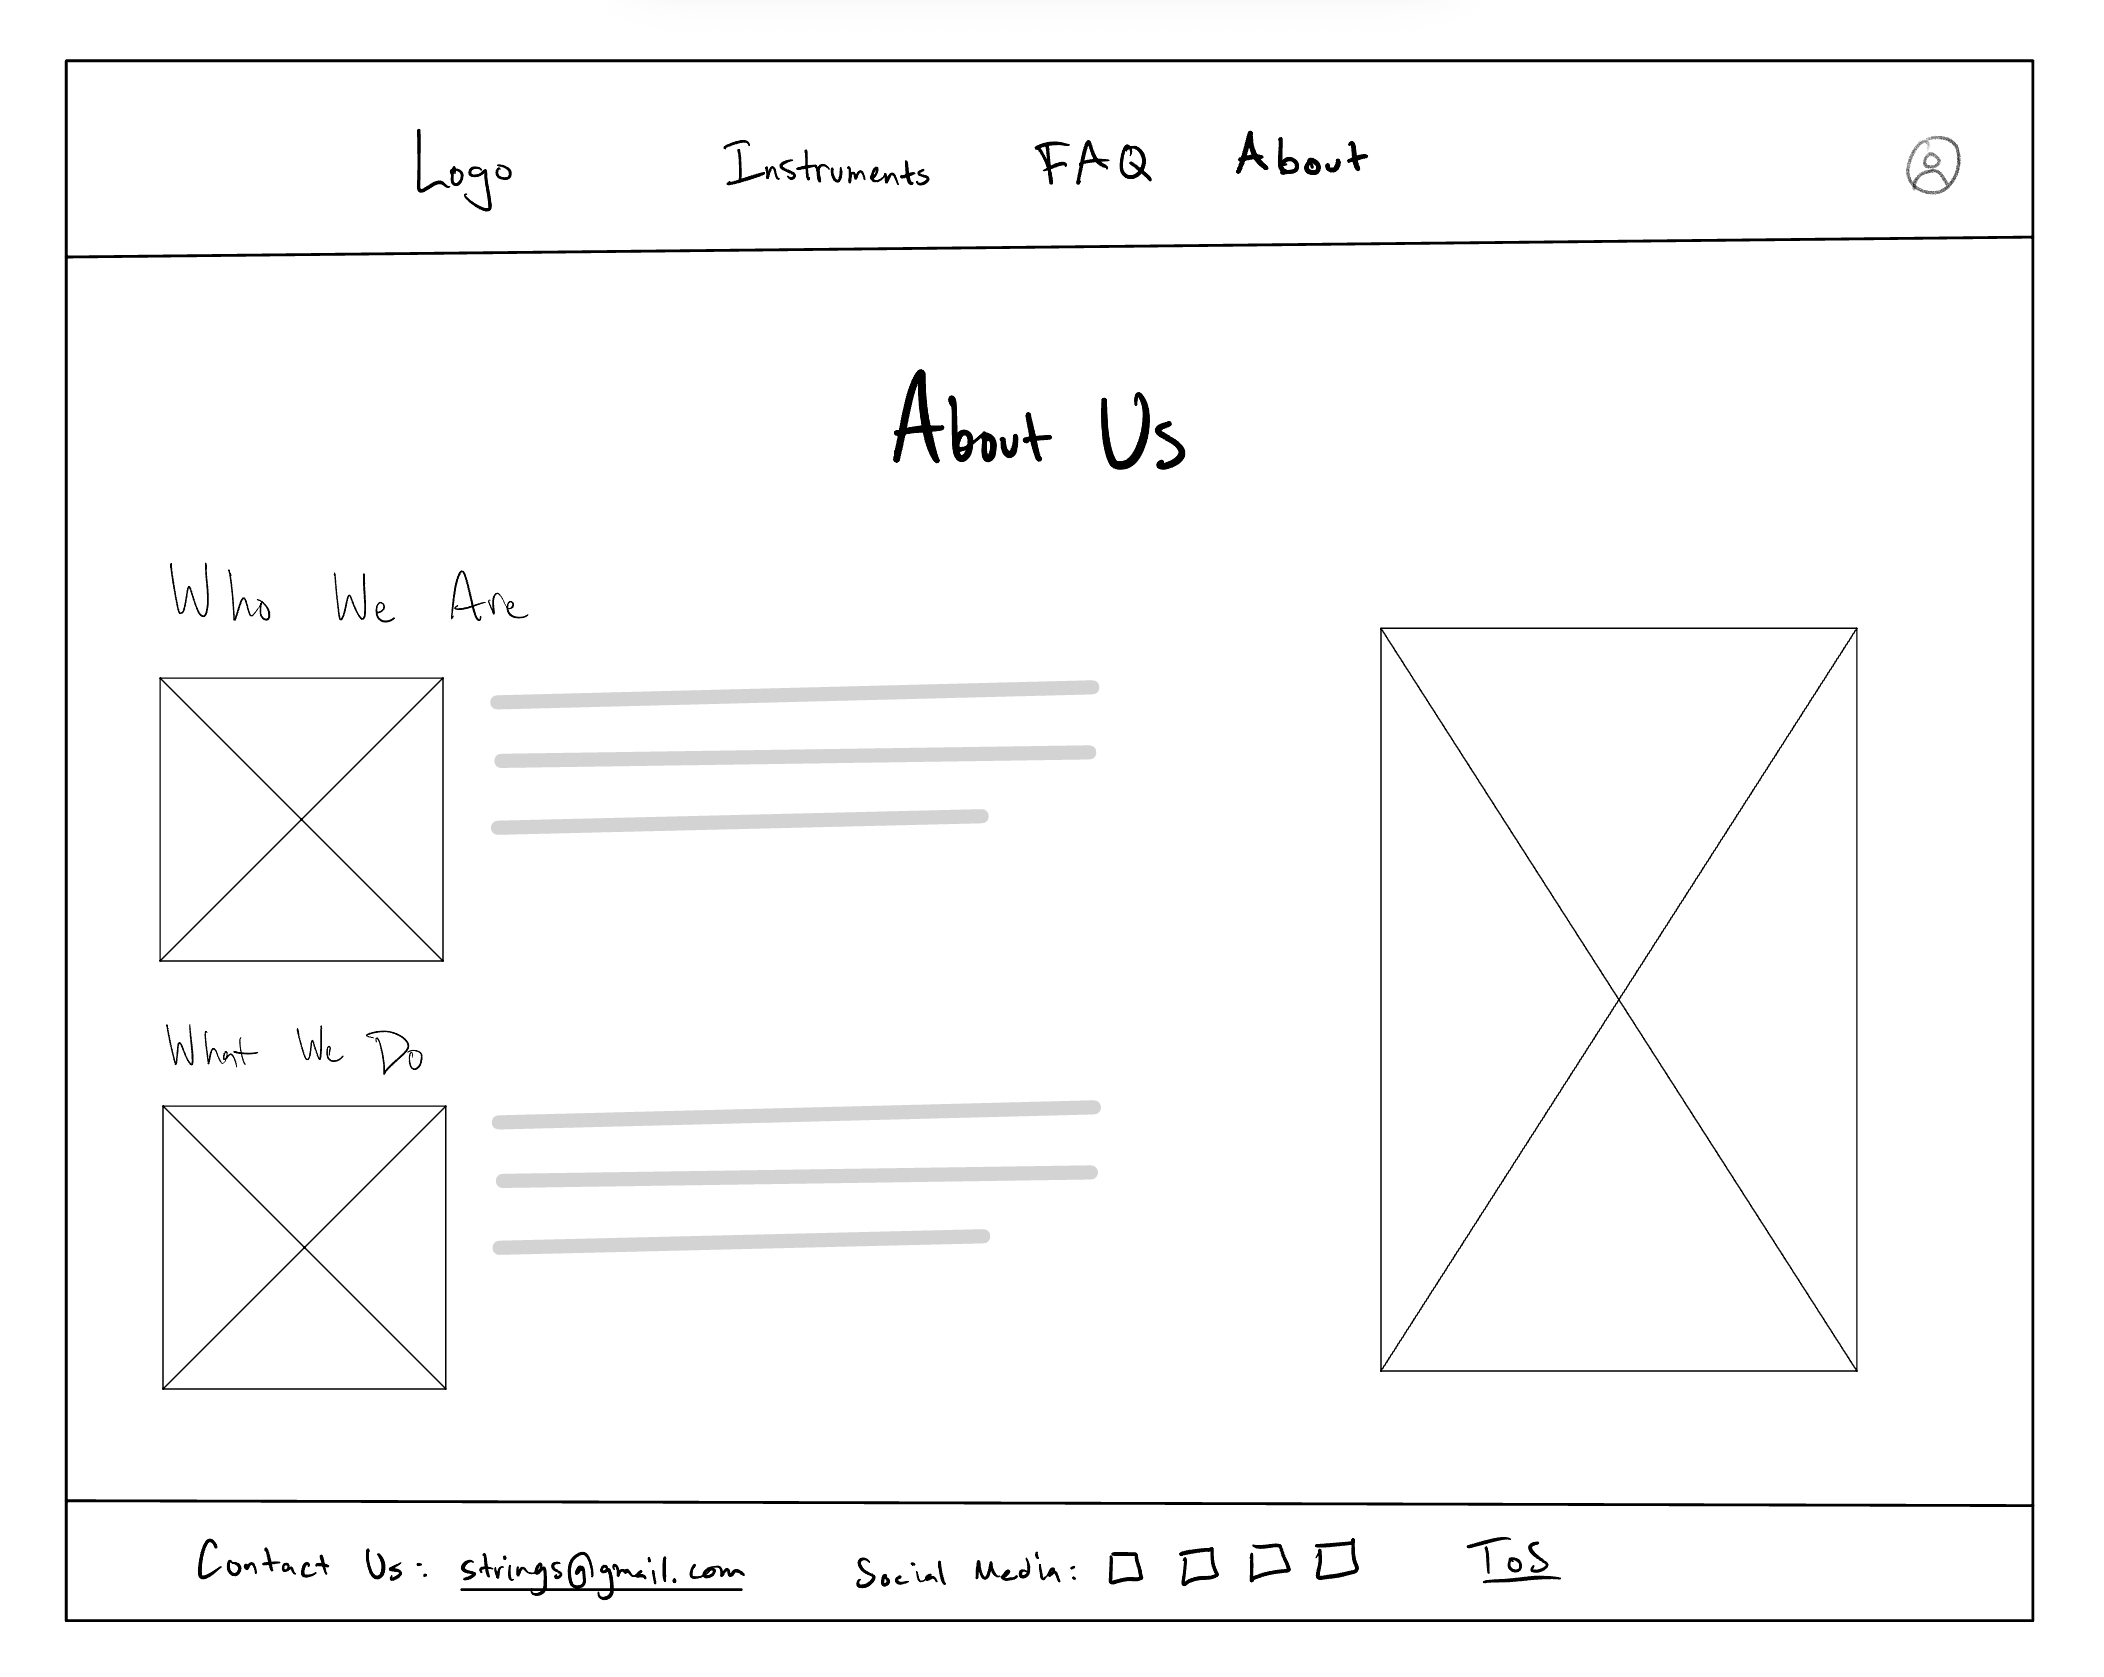 Logo Instruments FAQ About
About Us
Who We Are
What We Do
Contact Us: strings@gmail.com Social Media: ToS